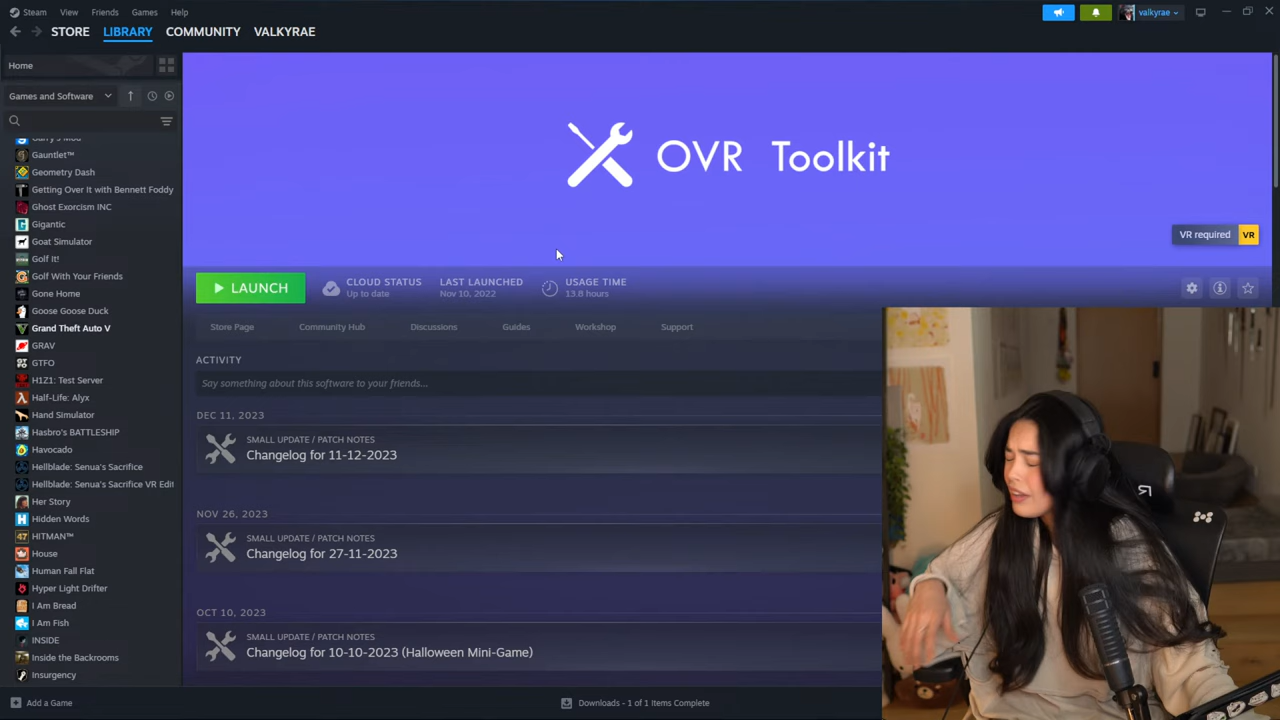 Steam View Friends Games Help
valkyrae
STORE LIBRARY COMMUNITY VALKYRAE
Home
Games and Software
OVR Toolkit
VR required VR
LAUNCH
CLOUD STATUS
Up to date
LAST LAUNCHED
Nov 10, 2022
USAGE TIME
13.8 hours
Store Page Community Hub Discussions Guides Workshop Support
ACTIVITY
Say something about this software to your friends...
DEC 11, 2023
SMALL UPDATE / PATCH NOTES
Changelog for 11-12-2023
NOV 26, 2023
SMALL UPDATE / PATCH NOTES
Changelog for 27-11-2023
OCT 10, 2023
SMALL UPDATE / PATCH NOTES
Changelog for 10-10-2023 (Halloween Mini-Game)
Garry's Mod
Gauntlet™
Geometry Dash
Getting Over It with Bennett Foddy
Ghost Exorcism INC
Gigantic
Goat Simulator
Golf It!
Golf With Your Friends
Gone Home
Goose Goose Duck
Grand Theft Auto V
GRAV
GTFO
H1Z1: Test Server
Half-Life: Alyx
Hand Simulator
Hasbro's BATTLESHIP
Havocado
Hellblade: Senua's Sacrifice
Hellblade: Senua's Sacrifice VR Edit
Her Story
Hidden Words
HITMAN™
House
Human Fall Flat
Hyper Light Drifter
I Am Bread
I Am Fish
INSIDE
Inside the Backrooms
Insurgency
Add a Game
Downloads - 1 of 1 Items Complete